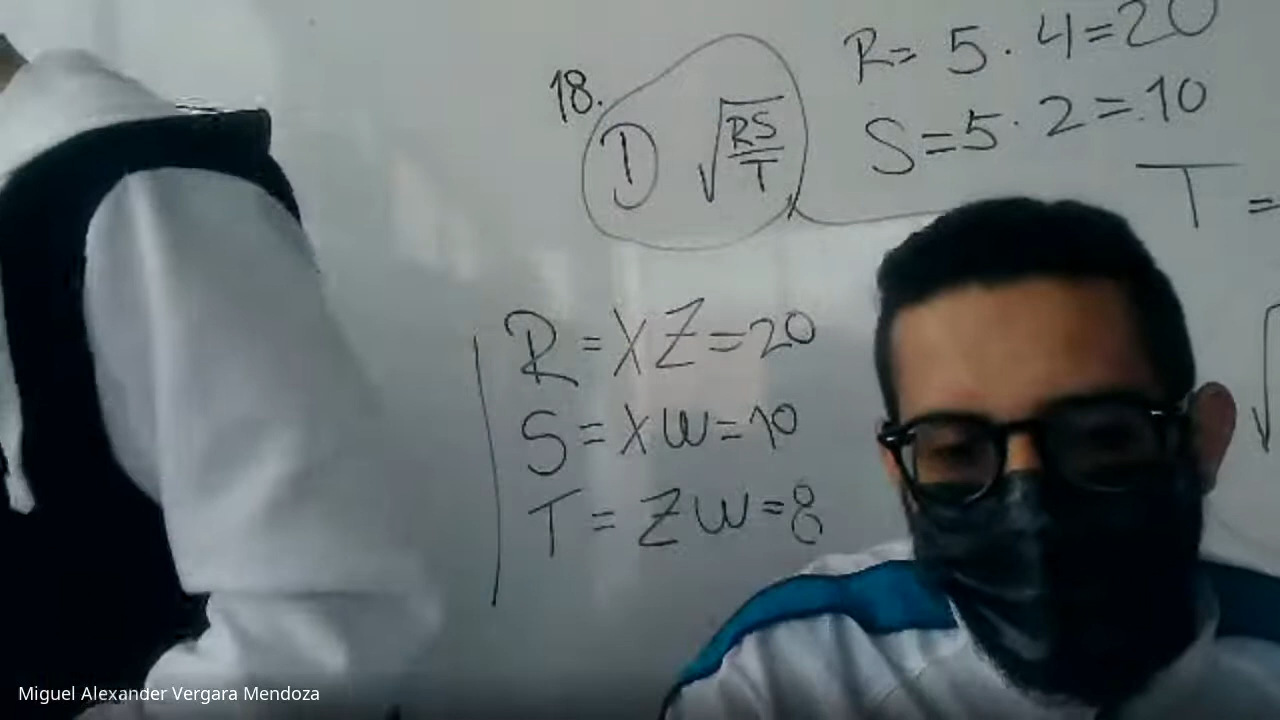 18.
D √(RS/T)
R= 5 . 4=20
S=5 . 2=10
T =
√
R = XZ=20
S = XW=10
T = ZW=8
Miguel Alexander Vergara Mendoza